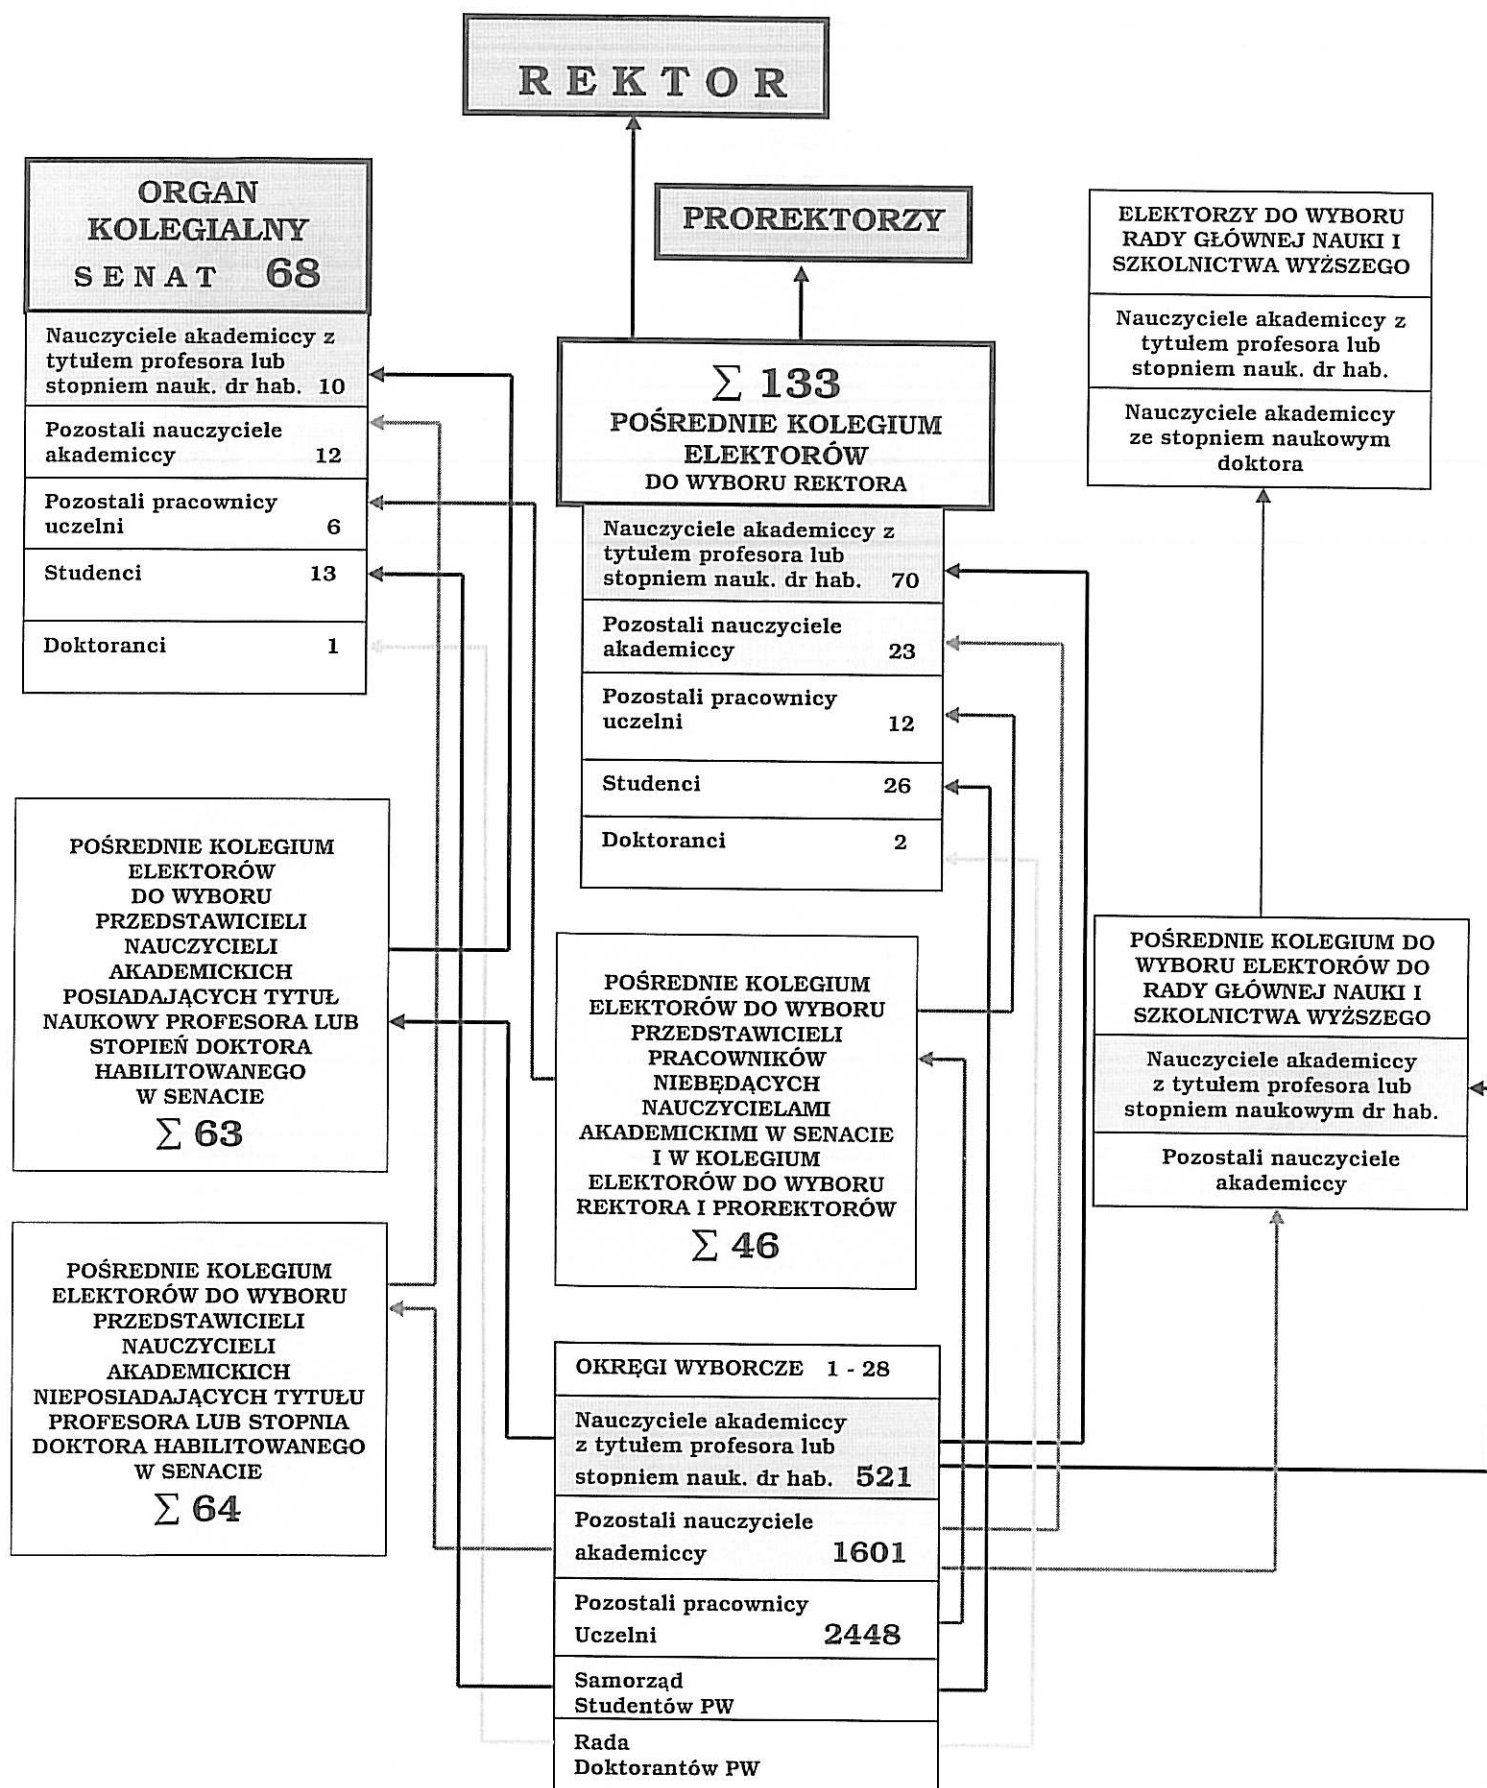 REKTOR
ORGAN
KOLEGIALNY
SENAT 68
Nauczyciele akademiccy z
tytułem profesora lub
stopniem nauk. dr hab. 10
Pozostali nauczyciele
akademiccy 12
Pozostali pracownicy
uczelni 6
Studenci 13
Doktoranci 1
PROREKTORZY
∑ 133
POŚREDNIE KOLEGIUM
ELEKTORÓW
DO WYBORU REKTORA
Nauczyciele akademiccy z
tytułem profesora lub
stopniem nauk. dr hab. 70
Pozostali nauczyciele
akademiccy 23
Pozostali pracownicy
uczelni 12
Studenci 26
Doktoranci 2
ELEKTORZY DO WYBORU
RADY GŁÓWNEJ NAUKI I
SZKOLNICTWA WYŻSZEGO
Nauczyciele akademiccy z
tytułem profesora lub
stopniem nauk. dr hab.
Nauczyciele akademiccy
ze stopniem naukowym
doktora
POŚREDNIE KOLEGIUM
ELEKTORÓW
DO WYBORU
PRZEDSTAWICIELI
NAUCZYCIELI
AKADEMICKICH
POSIADAJĄCYCH TYTUŁ
NAUKOWY PROFESORA LUB
STOPIEŃ DOKTORA
HABILITOWANEGO
W SENACIE
∑ 63
POŚREDNIE KOLEGIUM
ELEKTORÓW DO WYBORU
PRZEDSTAWICIELI
PRACOWNIKÓW
NIEBĘDĄCYCH
NAUCZYCIELAMI
AKADEMICKIMI W SENACIE
I W KOLEGIUM
ELEKTORÓW DO WYBORU
REKTORA I PROREKTORÓW
∑ 46
POŚREDNIE KOLEGIUM DO
WYBORU ELEKTORÓW DO
RADY GŁÓWNEJ NAUKI I
SZKOLNICTWA WYŻSZEGO
Nauczyciele akademiccy
z tytułem profesora lub
stopniem naukowym dr hab.
Pozostali nauczyciele
akademiccy
POŚREDNIE KOLEGIUM
ELEKTORÓW DO WYBORU
PRZEDSTAWICIELI
NAUCZYCIELI
AKADEMICKICH
NIEPOSIADAJĄCYCH TYTUŁU
PROFESORA LUB STOPNIA
DOKTORA HABILITOWANEGO
W SENACIE
∑ 64
OKRĘGI WYBORCZE 1 - 28
Nauczyciele akademiccy
z tytułem profesora lub
stopniem nauk. dr hab. 521
Pozostali nauczyciele
akademiccy 1601
Pozostali pracownicy
Uczelni 2448
Samorząd
Studentów PW
Rada
Doktorantów PW